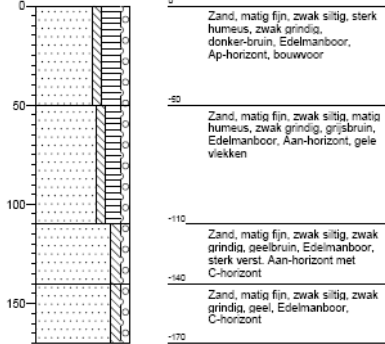 0
0
Zand, matig fijn, zwak siltig, sterk
humeus, zwak grindig,
donker-bruin, Edelmanboor,
Ap-horizont, bouwvoor
50
-50
Zand, matig fijn, zwak siltig, matig
humeus, zwak grindig, grijsbruin,
Edelmanboor, Aan-horizont, gele
vlekken
100
-110
Zand, matig fijn, zwak siltig, zwak
grindig, geelbruin, Edelmanboor,
sterk verst. Aan-horizont met
C-horizont
-140
150
Zand, matig fijn, zwak siltig, zwak
grindig, geel, Edelmanboor,
C-horizont
-170